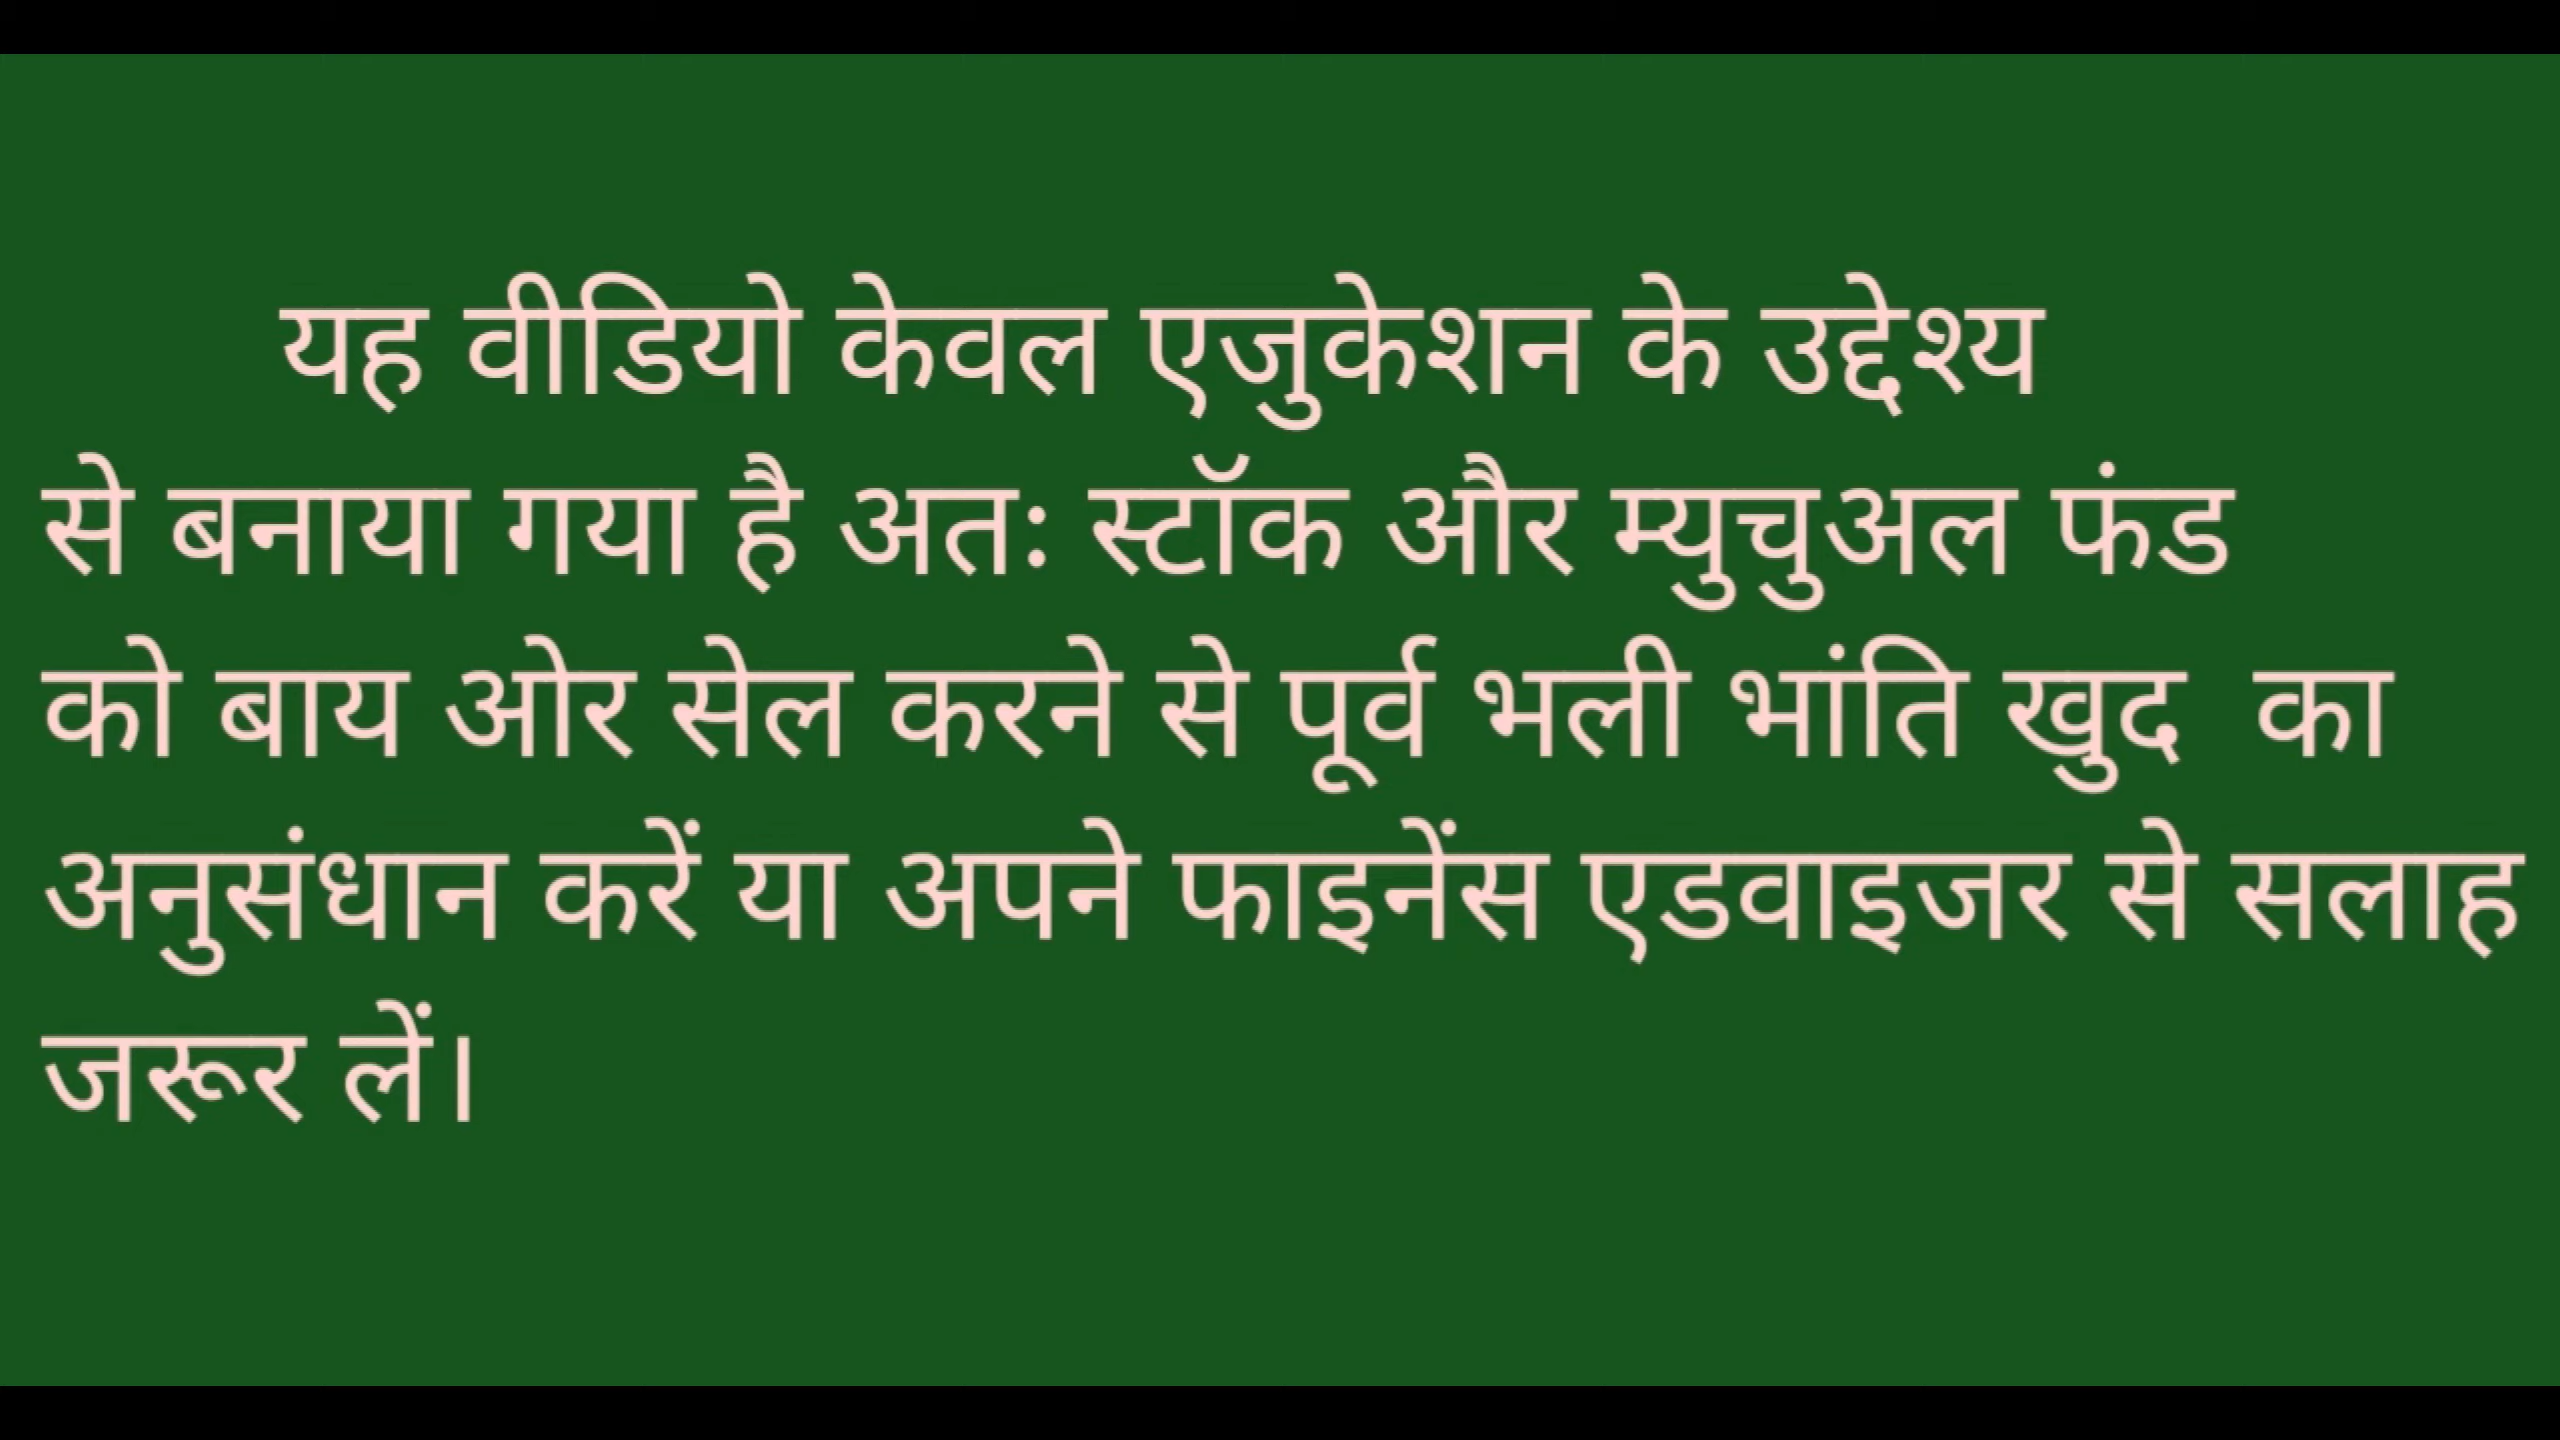 यह वीडियो केवल एजुकेशन के उद्देश्य
से बनाया गया है अतः स्टॉक और म्युचुअल फंड
को बाय ओर सेल करने से पूर्व भली भांति खुद का
अनुसंधान करें या अपने फाइनेंस एडवाइजर से सलाह
जरूर लें।